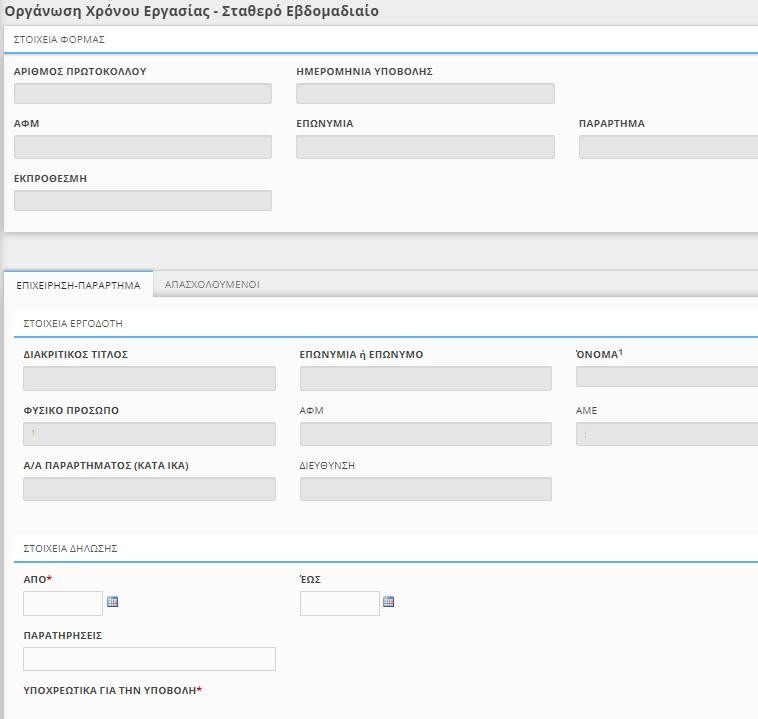 Οργάνωση Χρόνου Εργασίας - Σταθερό Εβδομαδιαίο
ΣΤΟΙΧΕΙΑ ΦΟΡΜΑΣ
ΑΡΙΘΜΟΣ ΠΡΩΤΟΚΟΛΛΟΥ ΗΜΕΡΟΜΗΝΙΑ ΥΠΟΒΟΛΗΣ
ΑΦΜ ΕΠΩΝΥΜΙΑ ΠΑΡΑΡΤΗΜΑ
ΕΚΠΡΟΘΕΣΜΗ
ΕΠΙΧΕΙΡΗΣΗ-ΠΑΡΑΡΤΗΜΑ ΑΠΑΣΧΟΛΟΥΜΕΝΟΙ
ΣΤΟΙΧΕΙΑ ΕΡΓΟΔΟΤΗ
ΔΙΑΚΡΙΤΙΚΟΣ ΤΙΤΛΟΣ ΕΠΩΝΥΜΙΑ ή ΕΠΩΝΥΜΟ ΌΝΟΜΑ¹
ΦΥΣΙΚΟ ΠΡΟΣΩΠΟ ΑΦΜ ΑΜΕ
Α/Α ΠΑΡΑΡΤΗΜΑΤΟΣ (ΚΑΤΑ ΙΚΑ) ΔΙΕΥΘΥΝΣΗ
ΣΤΟΙΧΕΙΑ ΔΗΛΩΣΗΣ
ΑΠΟ* ΈΩΣ
ΠΑΡΑΤΗΡΗΣΕΙΣ
ΥΠΟΧΡΕΩΤΙΚΑ ΓΙΑ ΤΗΝ ΥΠΟΒΟΛΗ*